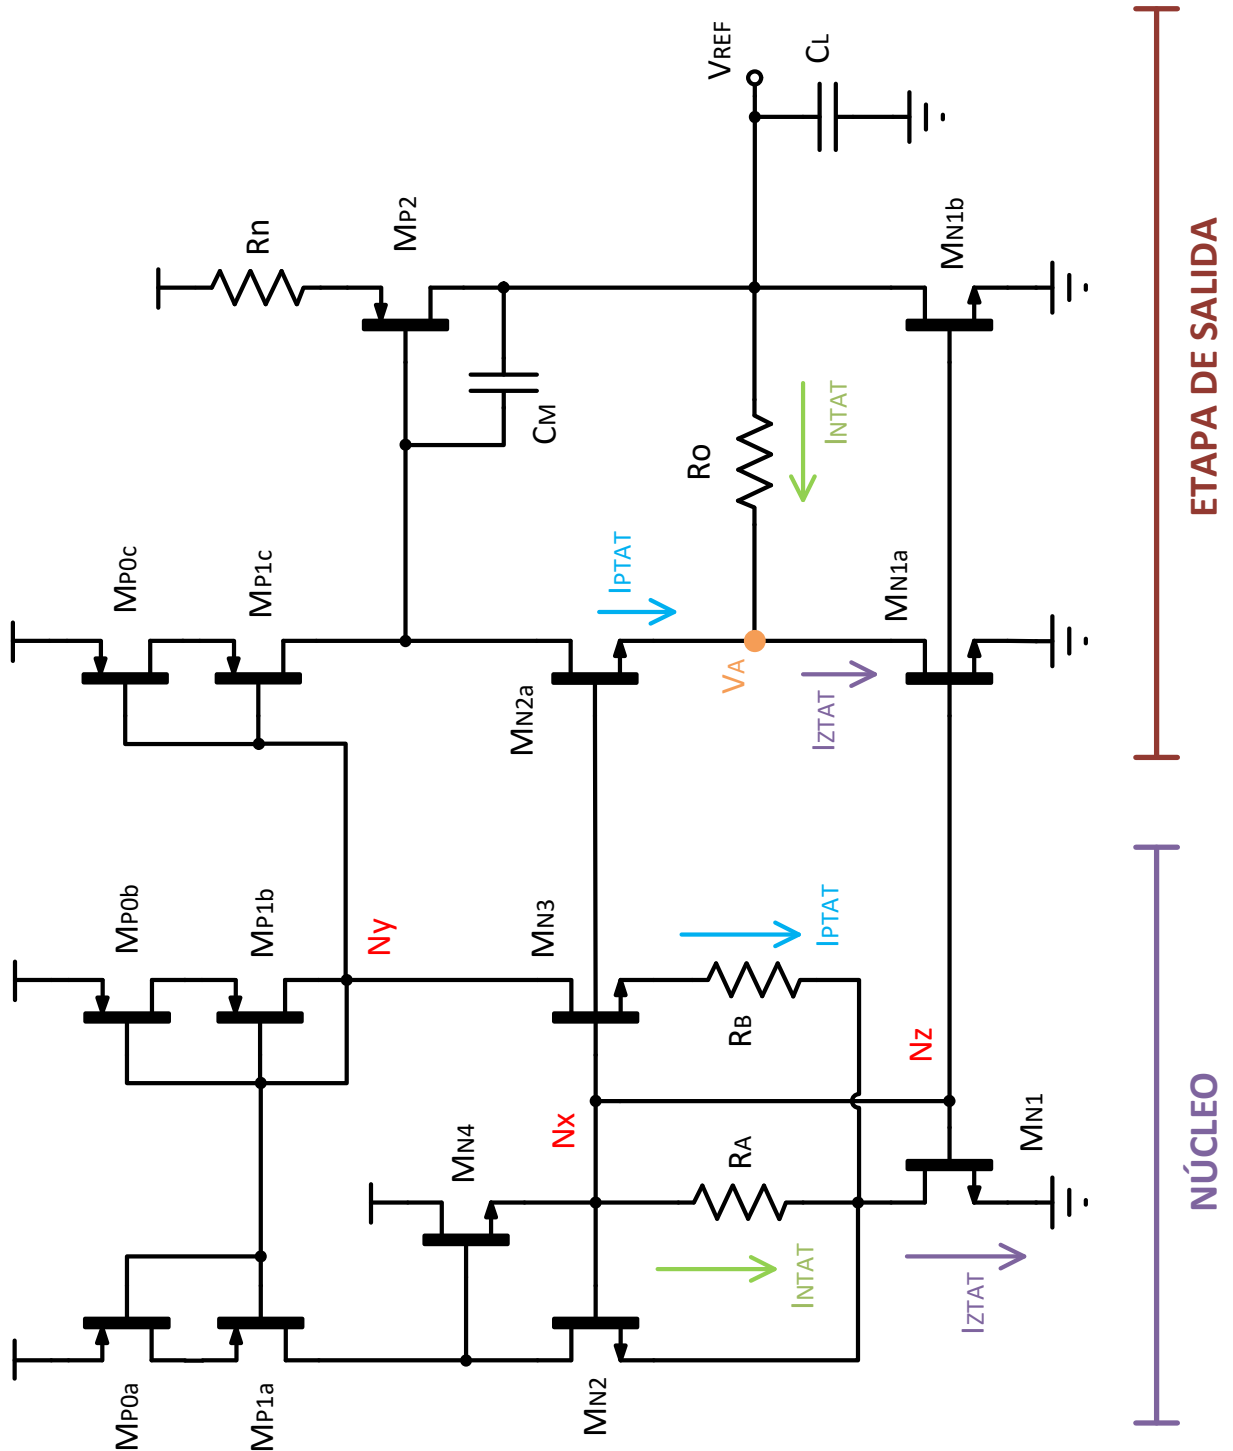 VREF
CL
Rn
MP2
MN1b
CM
INTAT
Ro
MP0c
MP1c
IPTAT
MN2a
VA
IZTAT
MN1a
ETAPA DE SALIDA
MP0b
MP1b
Ny
MN3
IPTAT
RB
Nz
MN4
Nx
RA
MN1
INTAT
IZTAT
MP0a
MP1a
MN2
NÚCLEO